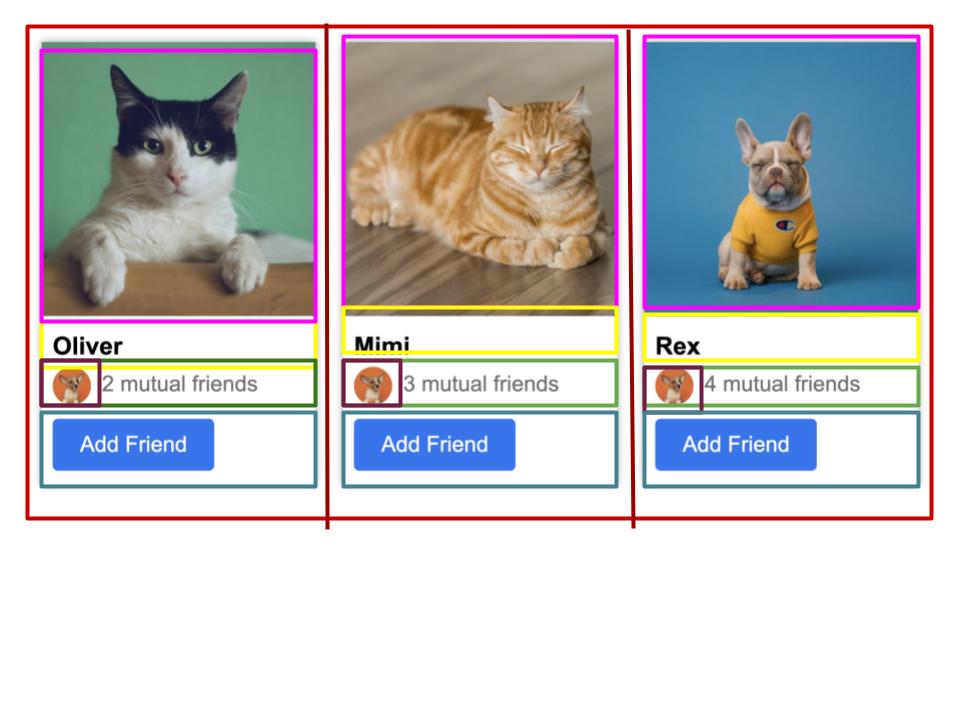 Oliver
2 mutual friends
Add Friend
Mimi
3 mutual friends
Add Friend
Rex
4 mutual friends
Add Friend